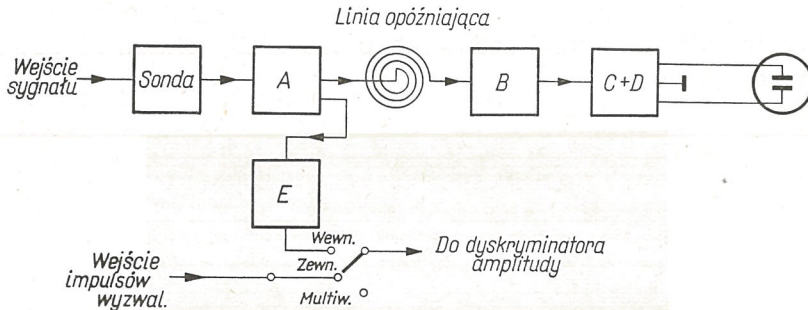 Linia opóźniająca
Wejście
sygnału
Sonda
A
B
C+D
E
Wewn.
Zewn.
Multiw.
Do dyskryminatora
amplitudy
Wejście
impulsów
wyzwal.